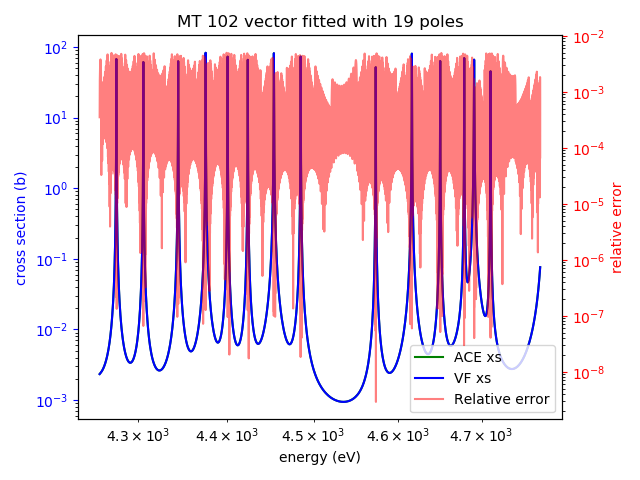 MT 102 vector fitted with 19 poles
10²
10¹
10⁰
10⁻¹
10⁻²
10⁻³
cross section (b)
10⁻²
10⁻³
10⁻⁴
10⁻⁵
10⁻⁶
10⁻⁷
10⁻⁸
relative error
ACE xs
VF xs
Relative error
4.3 × 10³ 4.4 × 10³ 4.5 × 10³ 4.6 × 10³ 4.7 × 10³
energy (eV)